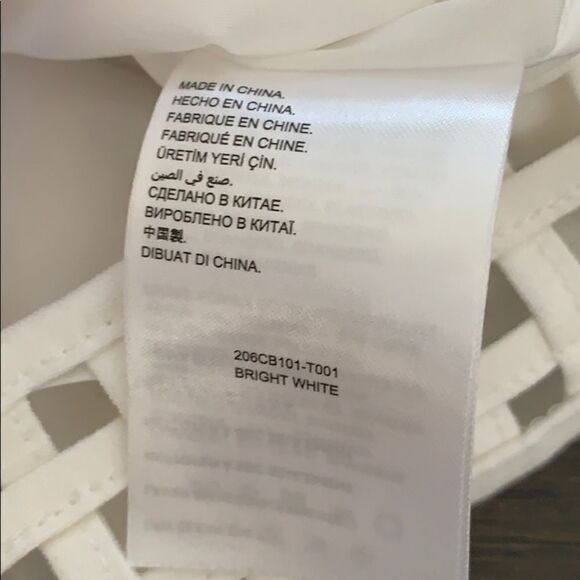 MADE IN CHINA.
HECHO EN CHINA.
FABRIQUE EN CHINE.
FABRIQUÉ EN CHINE.
ÜRETİM YERİ ÇİN.
صنع في الصين.
СДЕЛАНО В КИТАЕ.
ВИРОБЛЕНО В КИТАЇ.
中国製.
DIBUAT DI CHINA.
206CB101-T001
BRIGHT WHITE